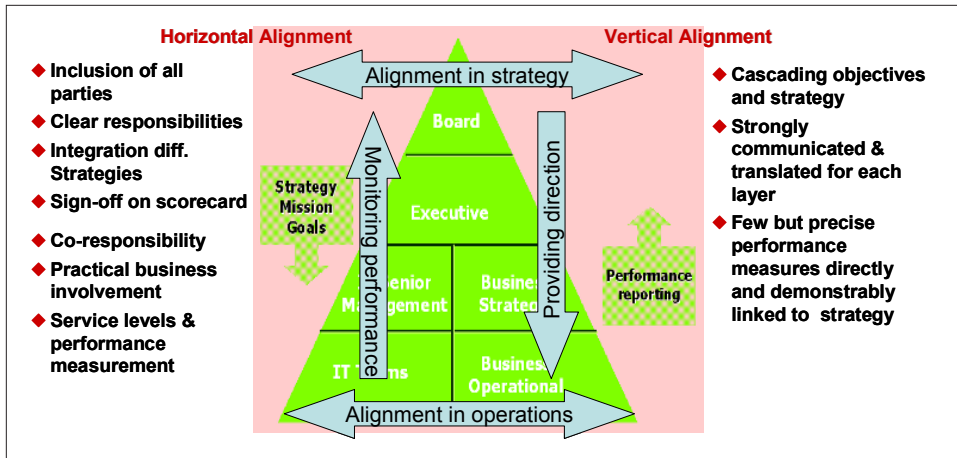 Horizontal Alignment
Vertical Alignment
Inclusion of all
parties
Clear responsibilities
Integration diff.
Strategies
Sign-off on scorecard
Co-responsibility
Practical business
involvement
Service levels &
performance
measurement
Alignment in strategy
Board
Executive
Strategy
Mission
Goals
Monitoring performance
Providing direction
Performance
reporting
Business
Operational
Alignment in operations
Cascading objectives
and strategy
Strongly
communicated &
translated for each
layer
Few but precise
performance
measures directly
and demonstrably
linked to strategy